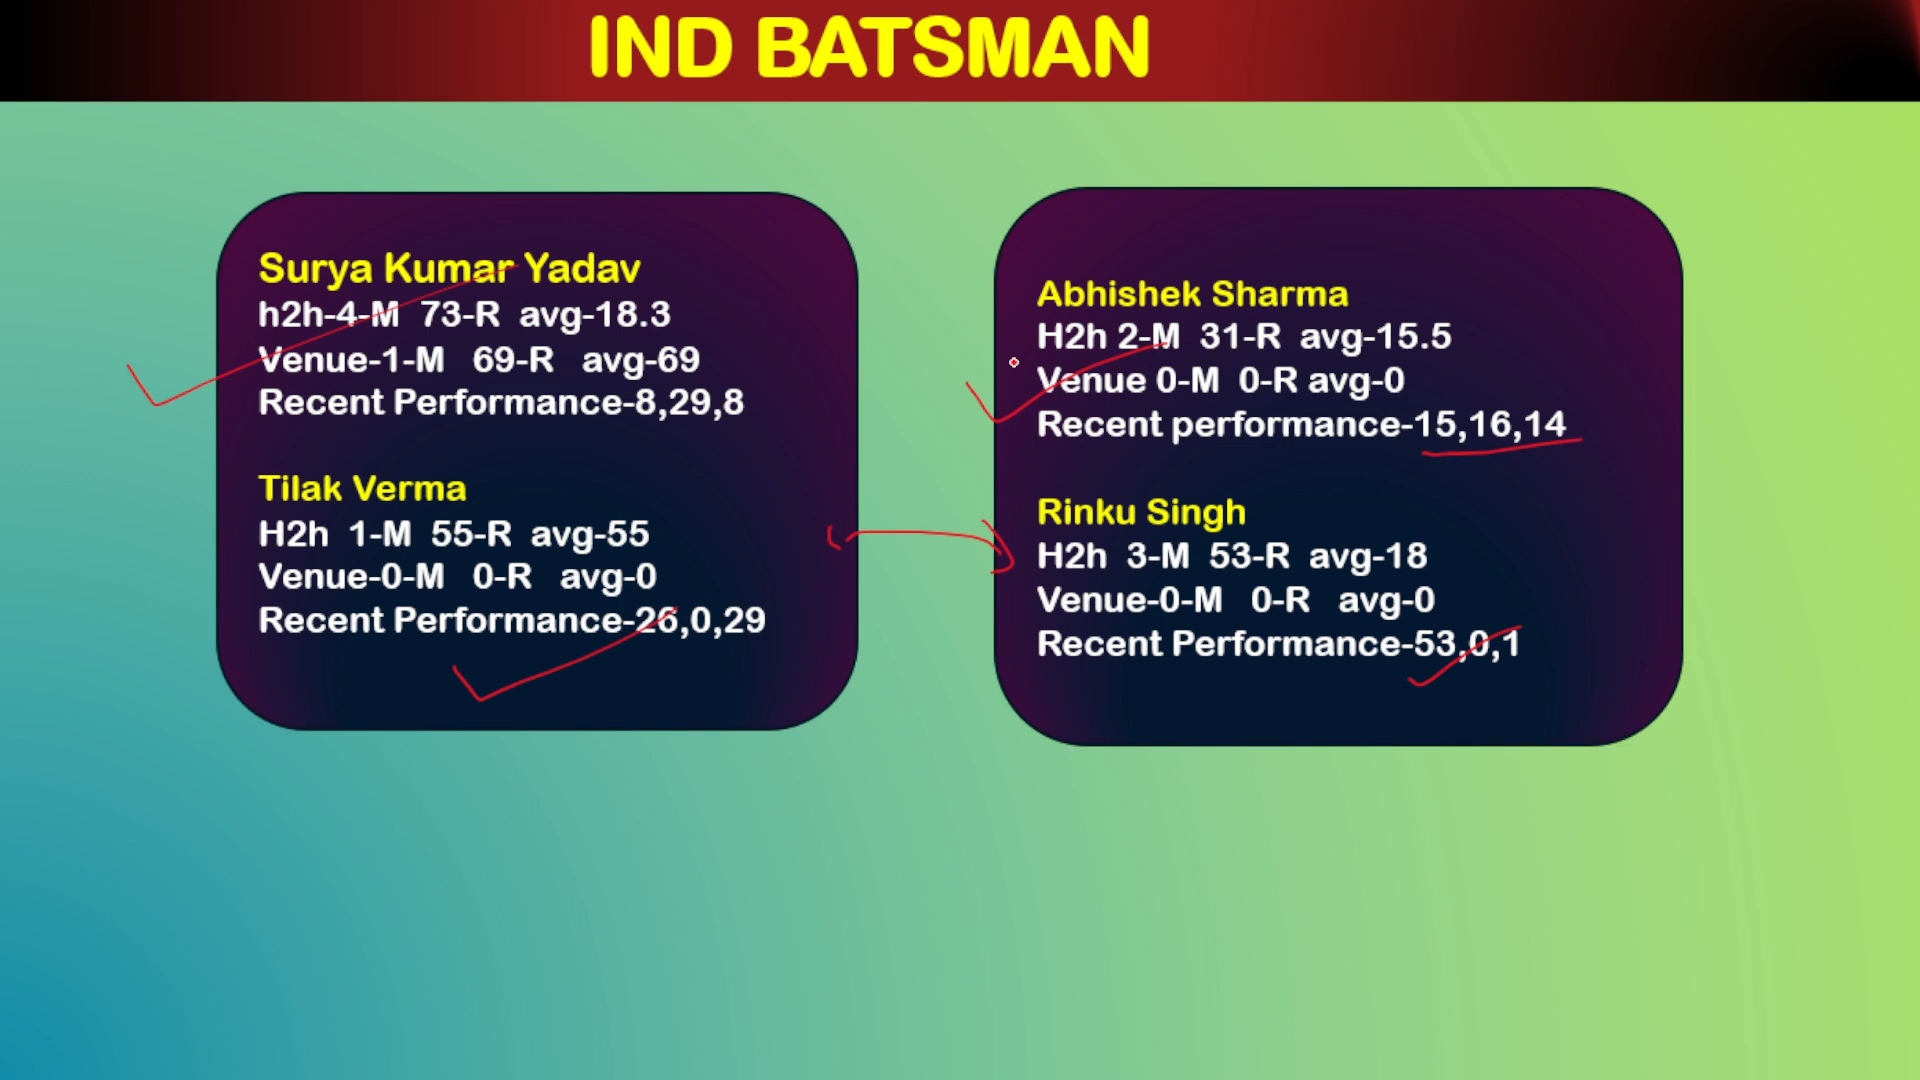 IND BATSMAN
Surya Kumar Yadav
h2h-4-M 73-R avg-18.3
Venue-1-M 69-R avg-69
Recent Performance-8,29,8
Tilak Verma
H2h 1-M 55-R avg-55
Venue-0-M 0-R avg-0
Recent Performance-26,0,29
Abhishek Sharma
H2h 2-M 31-R avg-15.5
Venue 0-M 0-R avg-0
Recent performance-15,16,14
Rinku Singh
H2h 3-M 53-R avg-18
Venue-0-M 0-R avg-0
Recent Performance-53,0,1